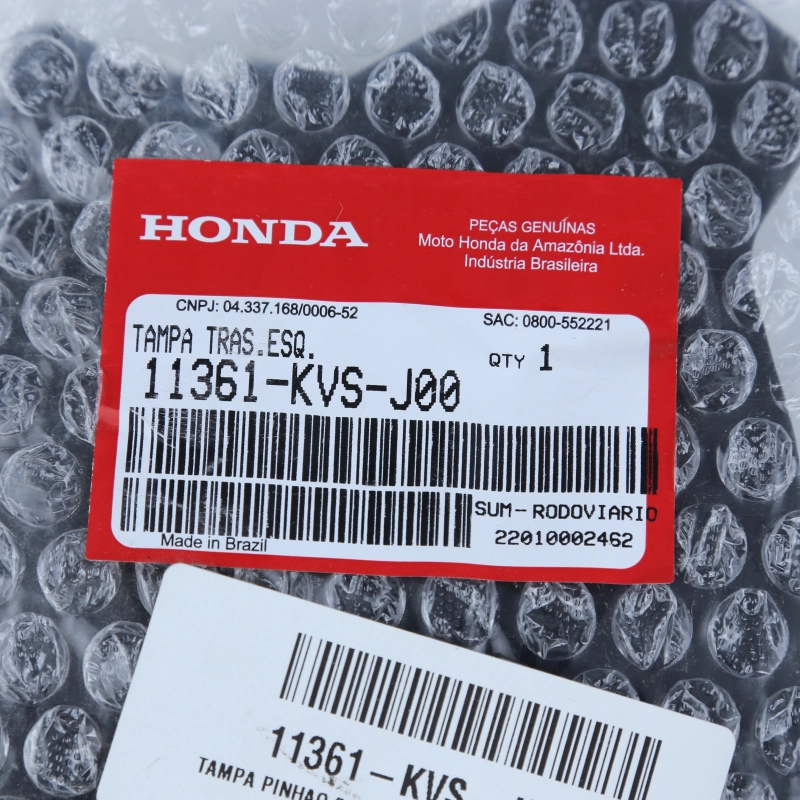 HONDA
PEÇAS GENUÍNAS
Moto Honda da Amazônia Ltda.
Indústria Brasileira
CNPJ: 04.337.168/0006-52
SAC: 0800-552221
TAMPA TRAS.ESQ.
QTY 1
11361-KVS-J00
SUM-RODOVIARIO
22010002462
Made in Brazil
11361-KVS
TAMPA PINHAO